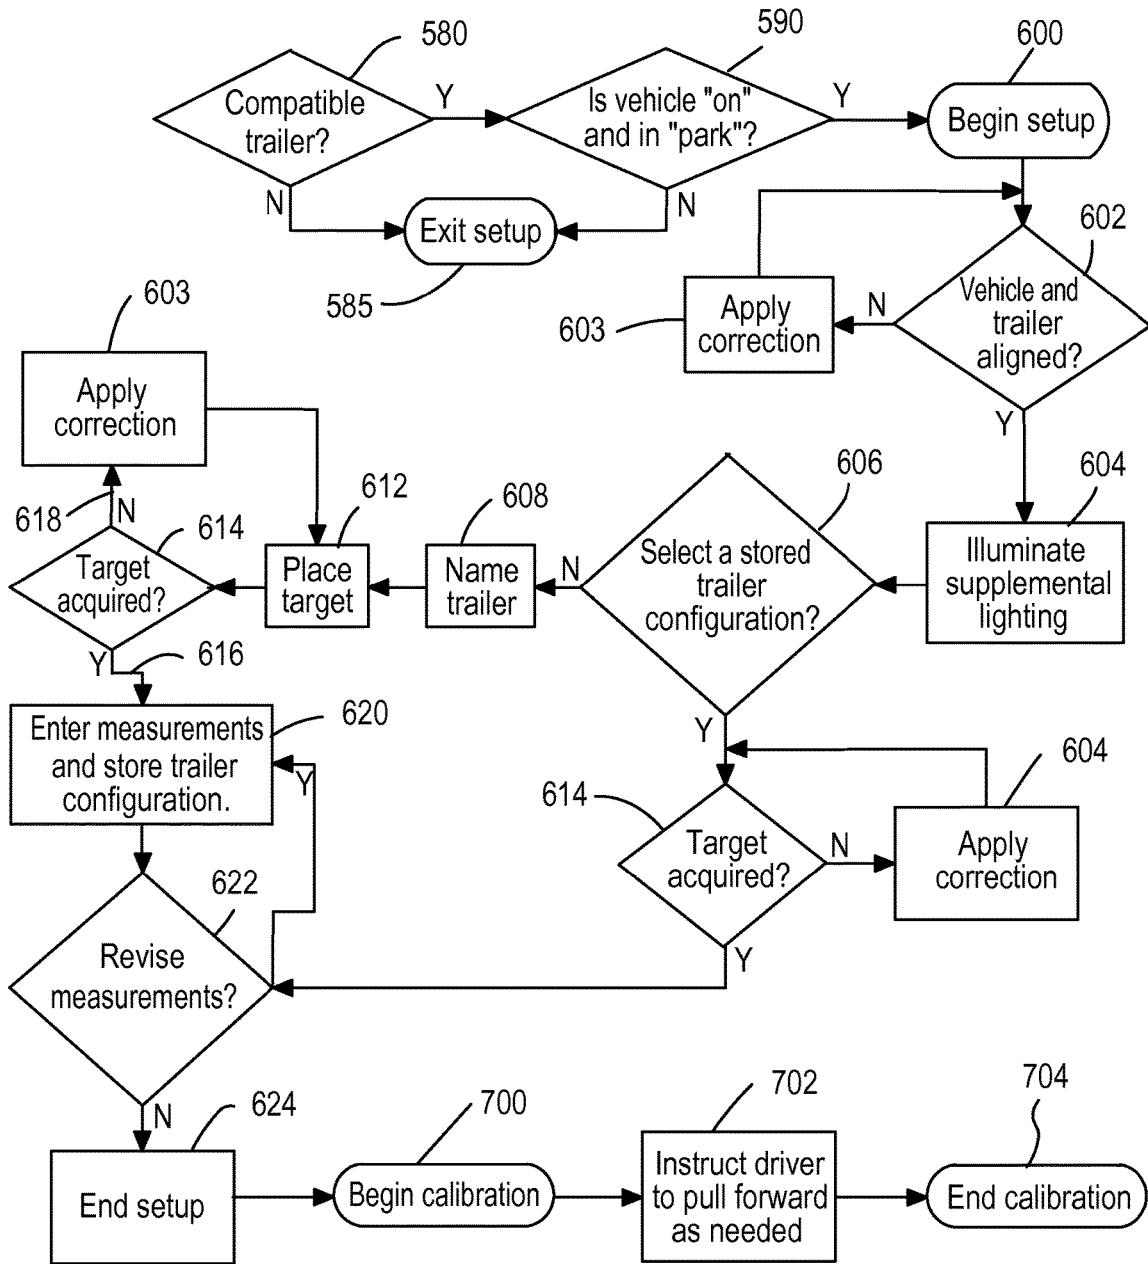 580
590
600
Compatible
trailer?
Y
Is vehicle "on"
and in "park"?
Y
Begin setup
N
N
Exit setup
585
602
Vehicle and
trailer
aligned?
N
Apply
correction
603
Y
603
Apply
correction
618
N
614
Target
acquired?
612
Place
target
608
Name
trailer
N
606
Select a stored
trailer
configuration?
604
Illuminate
supplemental
lighting
Y
616
Enter measurements
and store trailer
configuration.
620
Y
Y
614
Target
acquired?
N
604
Apply
correction
Y
622
Revise
measurements?
N
624
End setup
700
Begin calibration
702
Instruct driver
to pull forward
as needed
704
End calibration